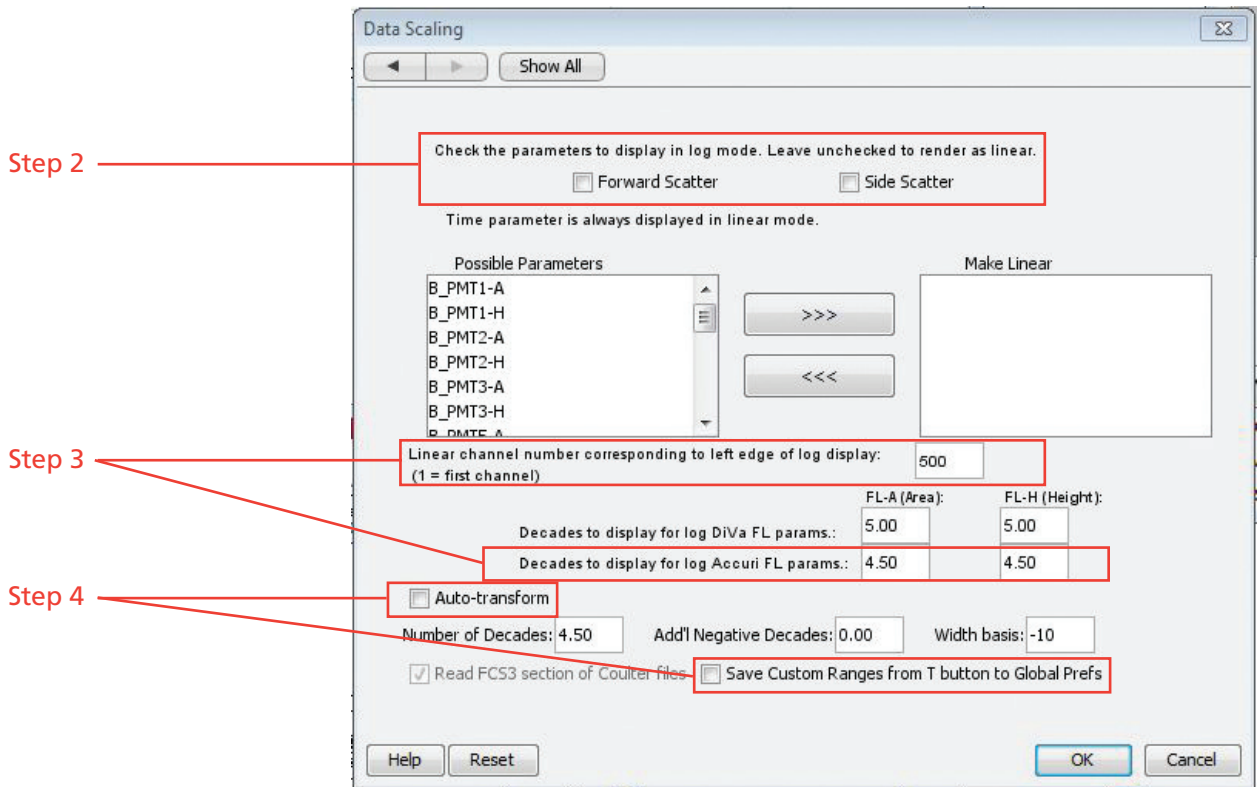 Data Scaling
Show All
Step 2
Check the parameters to display in log mode. Leave unchecked to render as linear.
Forward Scatter Side Scatter
Time parameter is always displayed in linear mode.
Possible Parameters Make Linear
B_PMT1-A
B_PMT1-H
B_PMT2-A
B_PMT2-H
B_PMT3-A
B_PMT3-H
B_PMT5-A
>>>
<<<
Step 3
Linear channel number corresponding to left edge of log display: 500
(1 = first channel)
FL-A (Area): FL-H (Height):
Decades to display for log DiVa FL params.: 5.00 5.00
Decades to display for log Accuri FL params.: 4.50 4.50
Step 4
Auto-transform
Number of Decades: 4.50 Add'l Negative Decades: 0.00 Width basis: -10
Read FCS3 section of Coulter files Save Custom Ranges from T button to Global Prefs
Help Reset OK Cancel